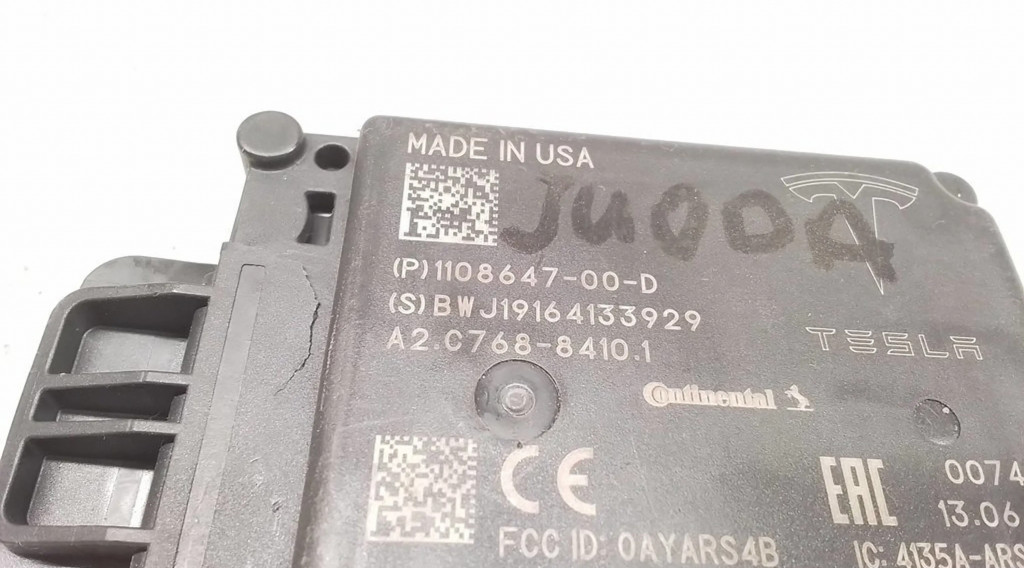 MADE IN USA
JUODA
(P)1108647-00-D
(S)BWJ19164133929
A2.C768-8410.1
TESLA
Continental
CE
EAC
0074
13.06
FCC ID: OAYARS4B
IC: 4135A-ARS